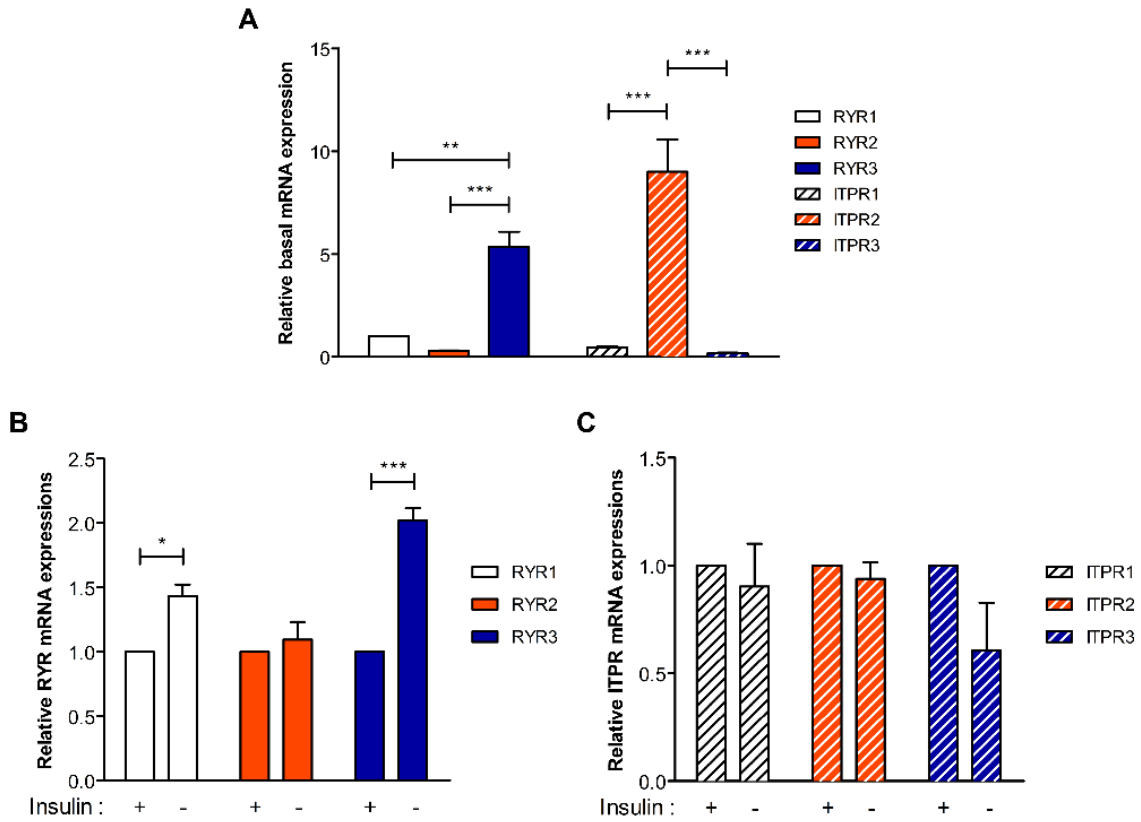 A
Relative basal mRNA expression
15
10
5
0
**
***
***
***
RYR1
RYR2
RYR3
ITPR1
ITPR2
ITPR3
B
Relative RYR mRNA expressions
2.5
2.0
1.5
1.0
0.5
0.0
*
***
RYR1
RYR2
RYR3
Insulin : + - + - + -
C
Relative ITPR mRNA expressions
1.5
1.0
0.5
0.0
ITPR1
ITPR2
ITPR3
+ - + - + -